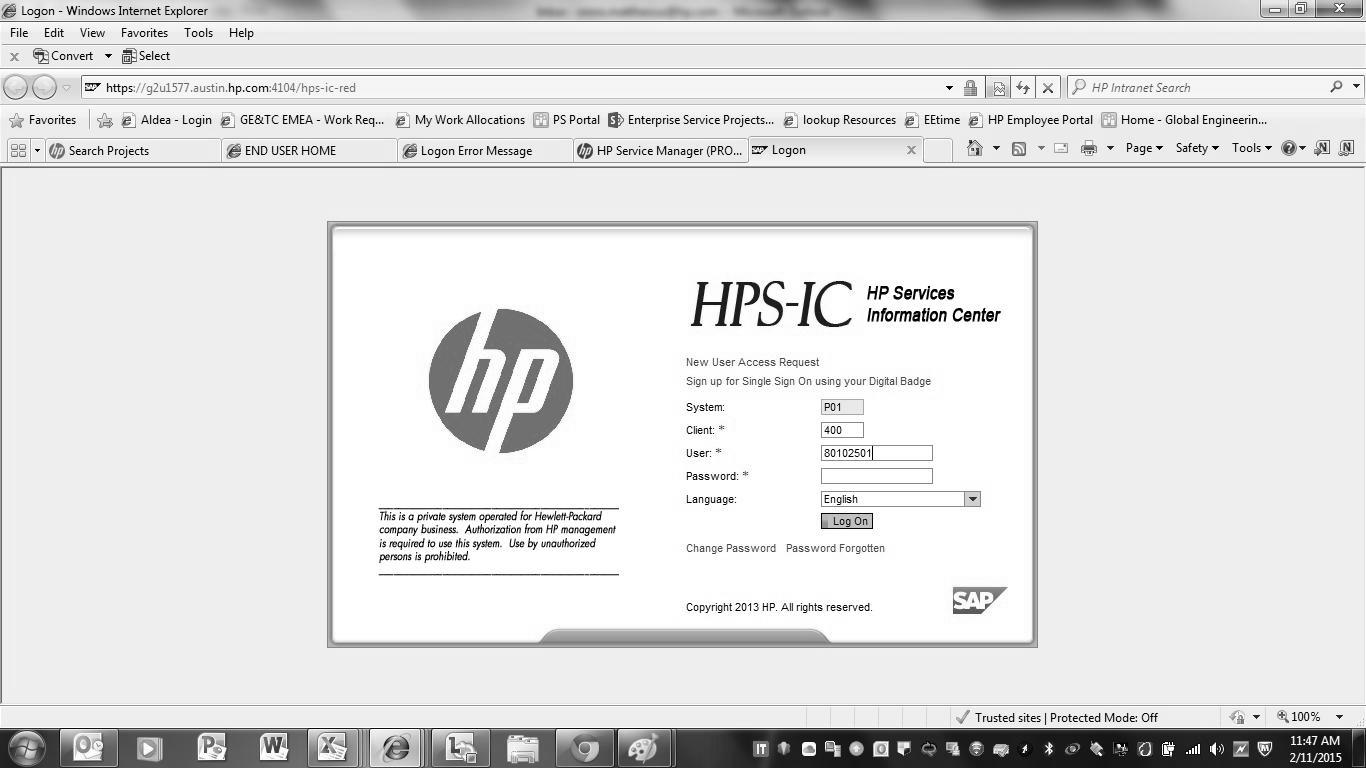 Logon - Windows Internet Explorer
File Edit View Favorites Tools Help
x Convert Select
https://g2u1577.austin.hp.com:4104/hps-ic-red HP Intranet Search
Favorites Aldea - Login GE&TC EMEA - Work Req... My Work Allocations PS Portal Enterprise Service Projects... lookup Resources EEtime HP Employee Portal Home - Global Engineerin...
Search Projects END USER HOME Logon Error Message HP Service Manager (PRO... Logon x Page Safety Tools
HPS-IC HP Services
Information Center
hp
New User Access Request
Sign up for Single Sign On using your Digital Badge
System: P01
Client: * 400
User: * 80102501
Password: *
Language: English
Log On
Change Password Password Forgotten
This is a private system operated for Hewlett-Packard
company business. Authorization from HP management
is required to use this system. Use by unauthorized
persons is prohibited.
Copyright 2013 HP. All rights reserved.
SAP
Trusted sites | Protected Mode: Off 100%
IT
11:47 AM
2/11/2015